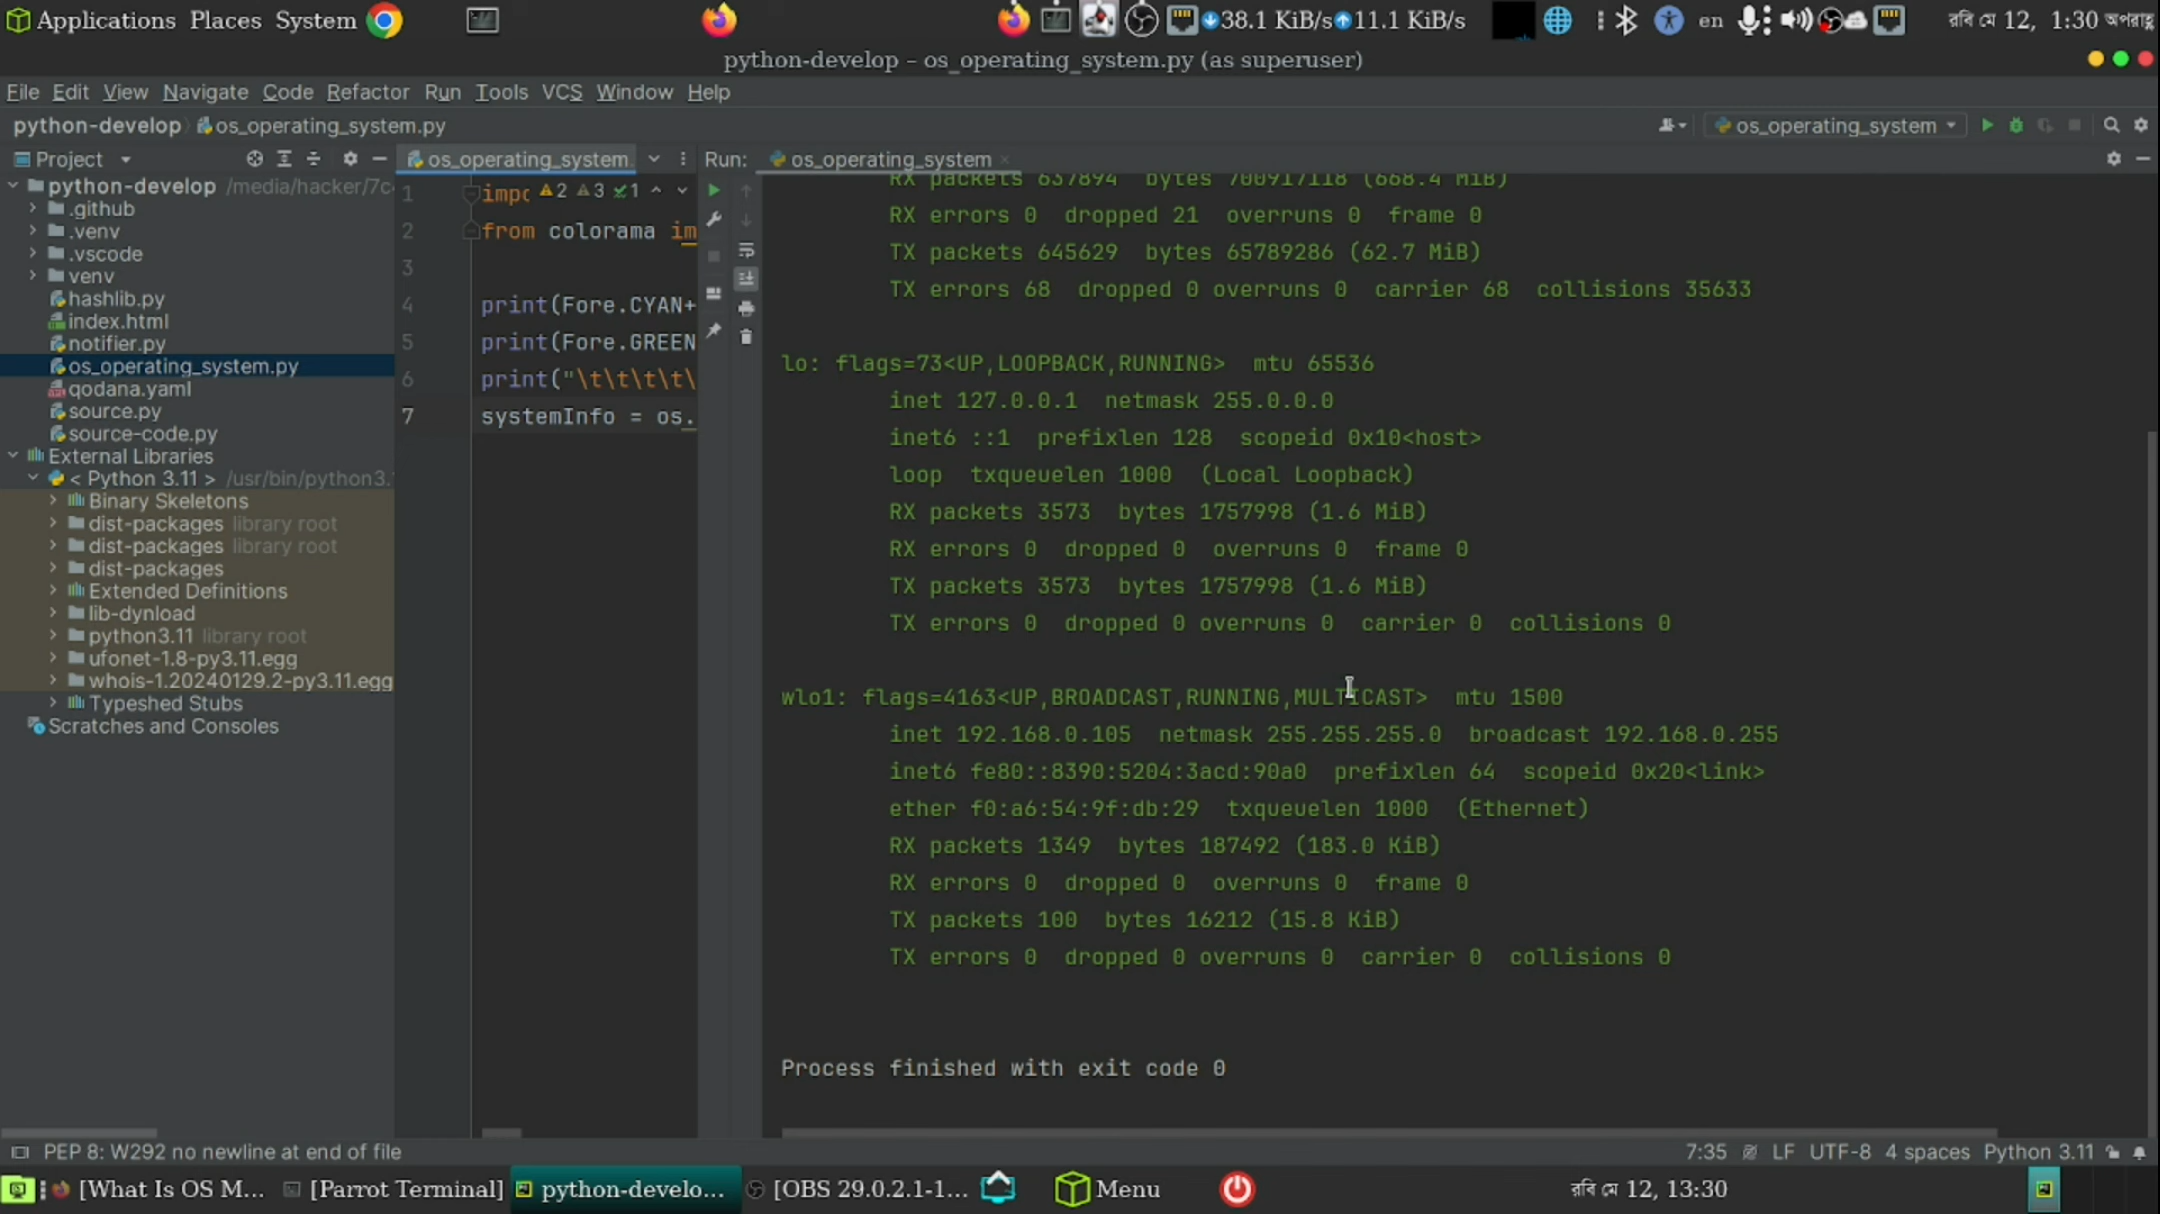 Applications Places System 38.1 KiB/s 11.1 KiB/s en রবি মে 12, 1:30 অপরাহ্ণ
python-develop – os_operating_system.py (as superuser)
File Edit View Navigate Code Refactor Run Tools VCS Window Help
python-develop os_operating_system.py os_operating_system
Project os_operating_system. Run: os_operating_system
python-develop /media/hacker/7c
.github
.venv
.vscode
venv
hashlib.py
index.html
notifier.py
os_operating_system.py
qodana.yaml
source.py
source-code.py
External Libraries
< Python 3.11 > /usr/bin/python3.
Binary Skeletons
dist-packages library root
dist-packages library root
dist-packages
Extended Definitions
lib-dynload
python3.11 library root
ufonet-1.8-py3.11.egg
whois-1.20240129.2-py3.11.egg
Typeshed Stubs
Scratches and Consoles
1 impo 2 3 1
2 from colorama im
3
4 print(Fore.CYAN+
5 print(Fore.GREEN
6 print("\t\t\t\t\
7 systemInfo = os.
RX packets 637894 bytes 700917118 (668.4 MiB)
RX errors 0 dropped 21 overruns 0 frame 0
TX packets 645629 bytes 65789286 (62.7 MiB)
TX errors 68 dropped 0 overruns 0 carrier 68 collisions 35633
lo: flags=73<UP,LOOPBACK,RUNNING> mtu 65536
inet 127.0.0.1 netmask 255.0.0.0
inet6 ::1 prefixlen 128 scopeid 0x10<host>
loop txqueuelen 1000 (Local Loopback)
RX packets 3573 bytes 1757998 (1.6 MiB)
RX errors 0 dropped 0 overruns 0 frame 0
TX packets 3573 bytes 1757998 (1.6 MiB)
TX errors 0 dropped 0 overruns 0 carrier 0 collisions 0
wlo1: flags=4163<UP,BROADCAST,RUNNING,MULTICAST> mtu 1500
inet 192.168.0.105 netmask 255.255.255.0 broadcast 192.168.0.255
inet6 fe80::8390:5204:3acd:90a0 prefixlen 64 scopeid 0x20<link>
ether f0:a6:54:9f:db:29 txqueuelen 1000 (Ethernet)
RX packets 1349 bytes 187492 (183.0 KiB)
RX errors 0 dropped 0 overruns 0 frame 0
TX packets 100 bytes 16212 (15.8 KiB)
TX errors 0 dropped 0 overruns 0 carrier 0 collisions 0
Process finished with exit code 0
PEP 8: W292 no newline at end of file 7:35 LF UTF-8 4 spaces Python 3.11
[What Is OS M... [Parrot Terminal] python-develo... [OBS 29.0.2.1-1... Menu রবি মে 12, 13:30